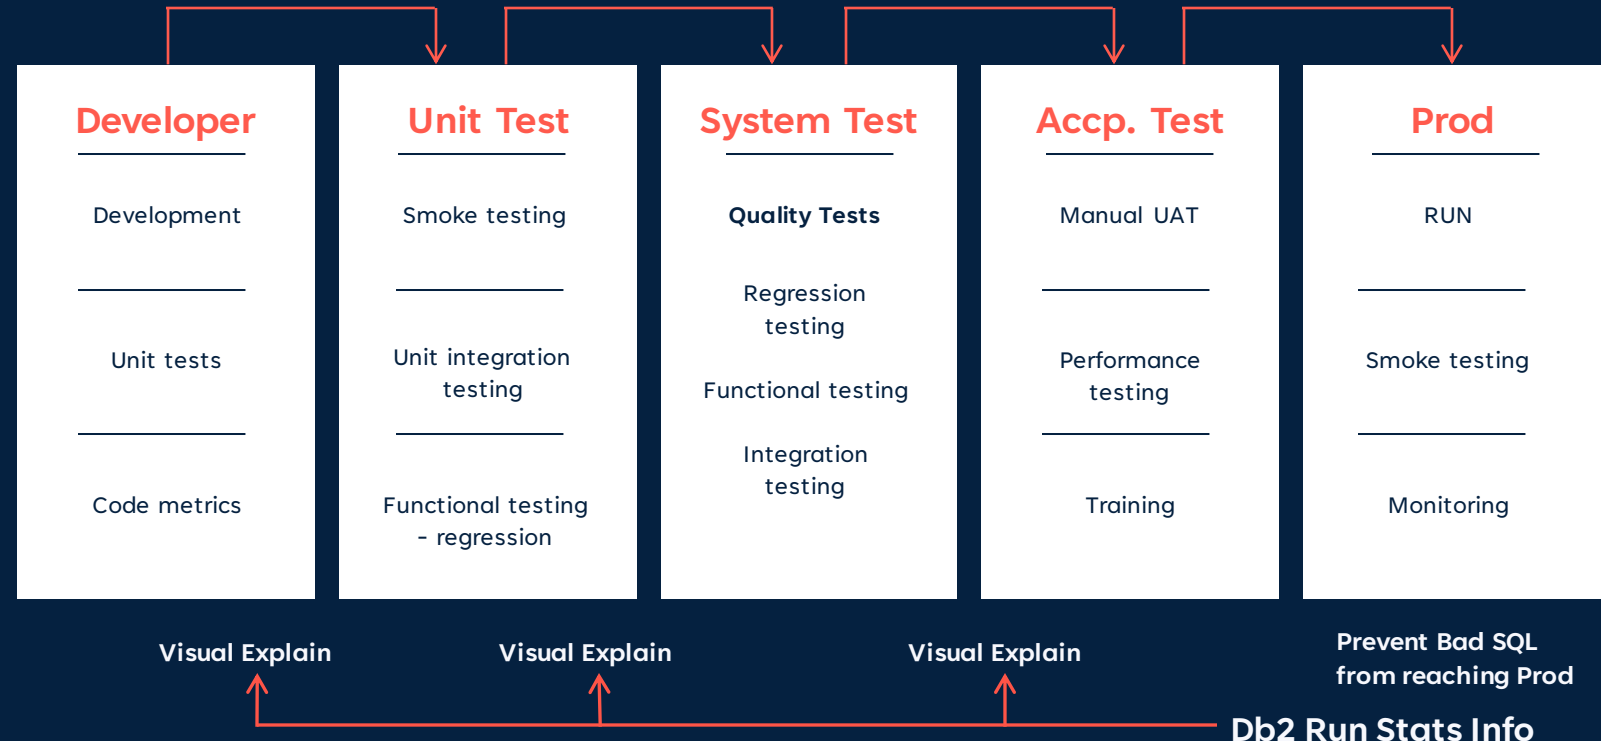 Developer
Development
Unit tests
Code metrics
Unit Test
Smoke testing
Unit integration
testing
Functional testing
- regression
System Test
Quality Tests
Regression
testing
Functional testing
Integration
testing
Accp. Test
Manual UAT
Performance
testing
Training
Prod
RUN
Smoke testing
Monitoring
Visual Explain
Visual Explain
Visual Explain
Prevent Bad SQL
from reaching Prod
Db2 Run Stats Info